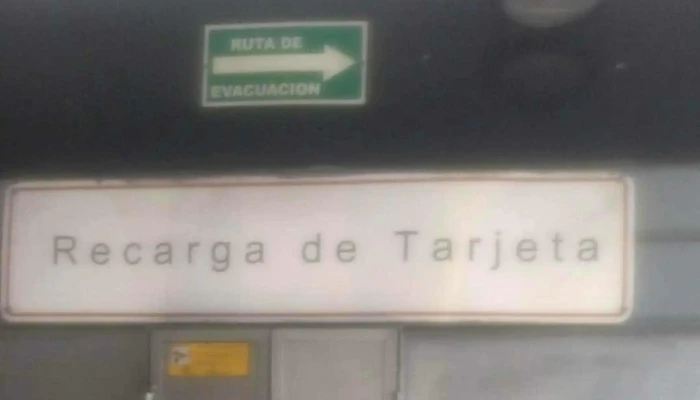 RUTA DE
EVACUACION
Recarga de Tarjeta